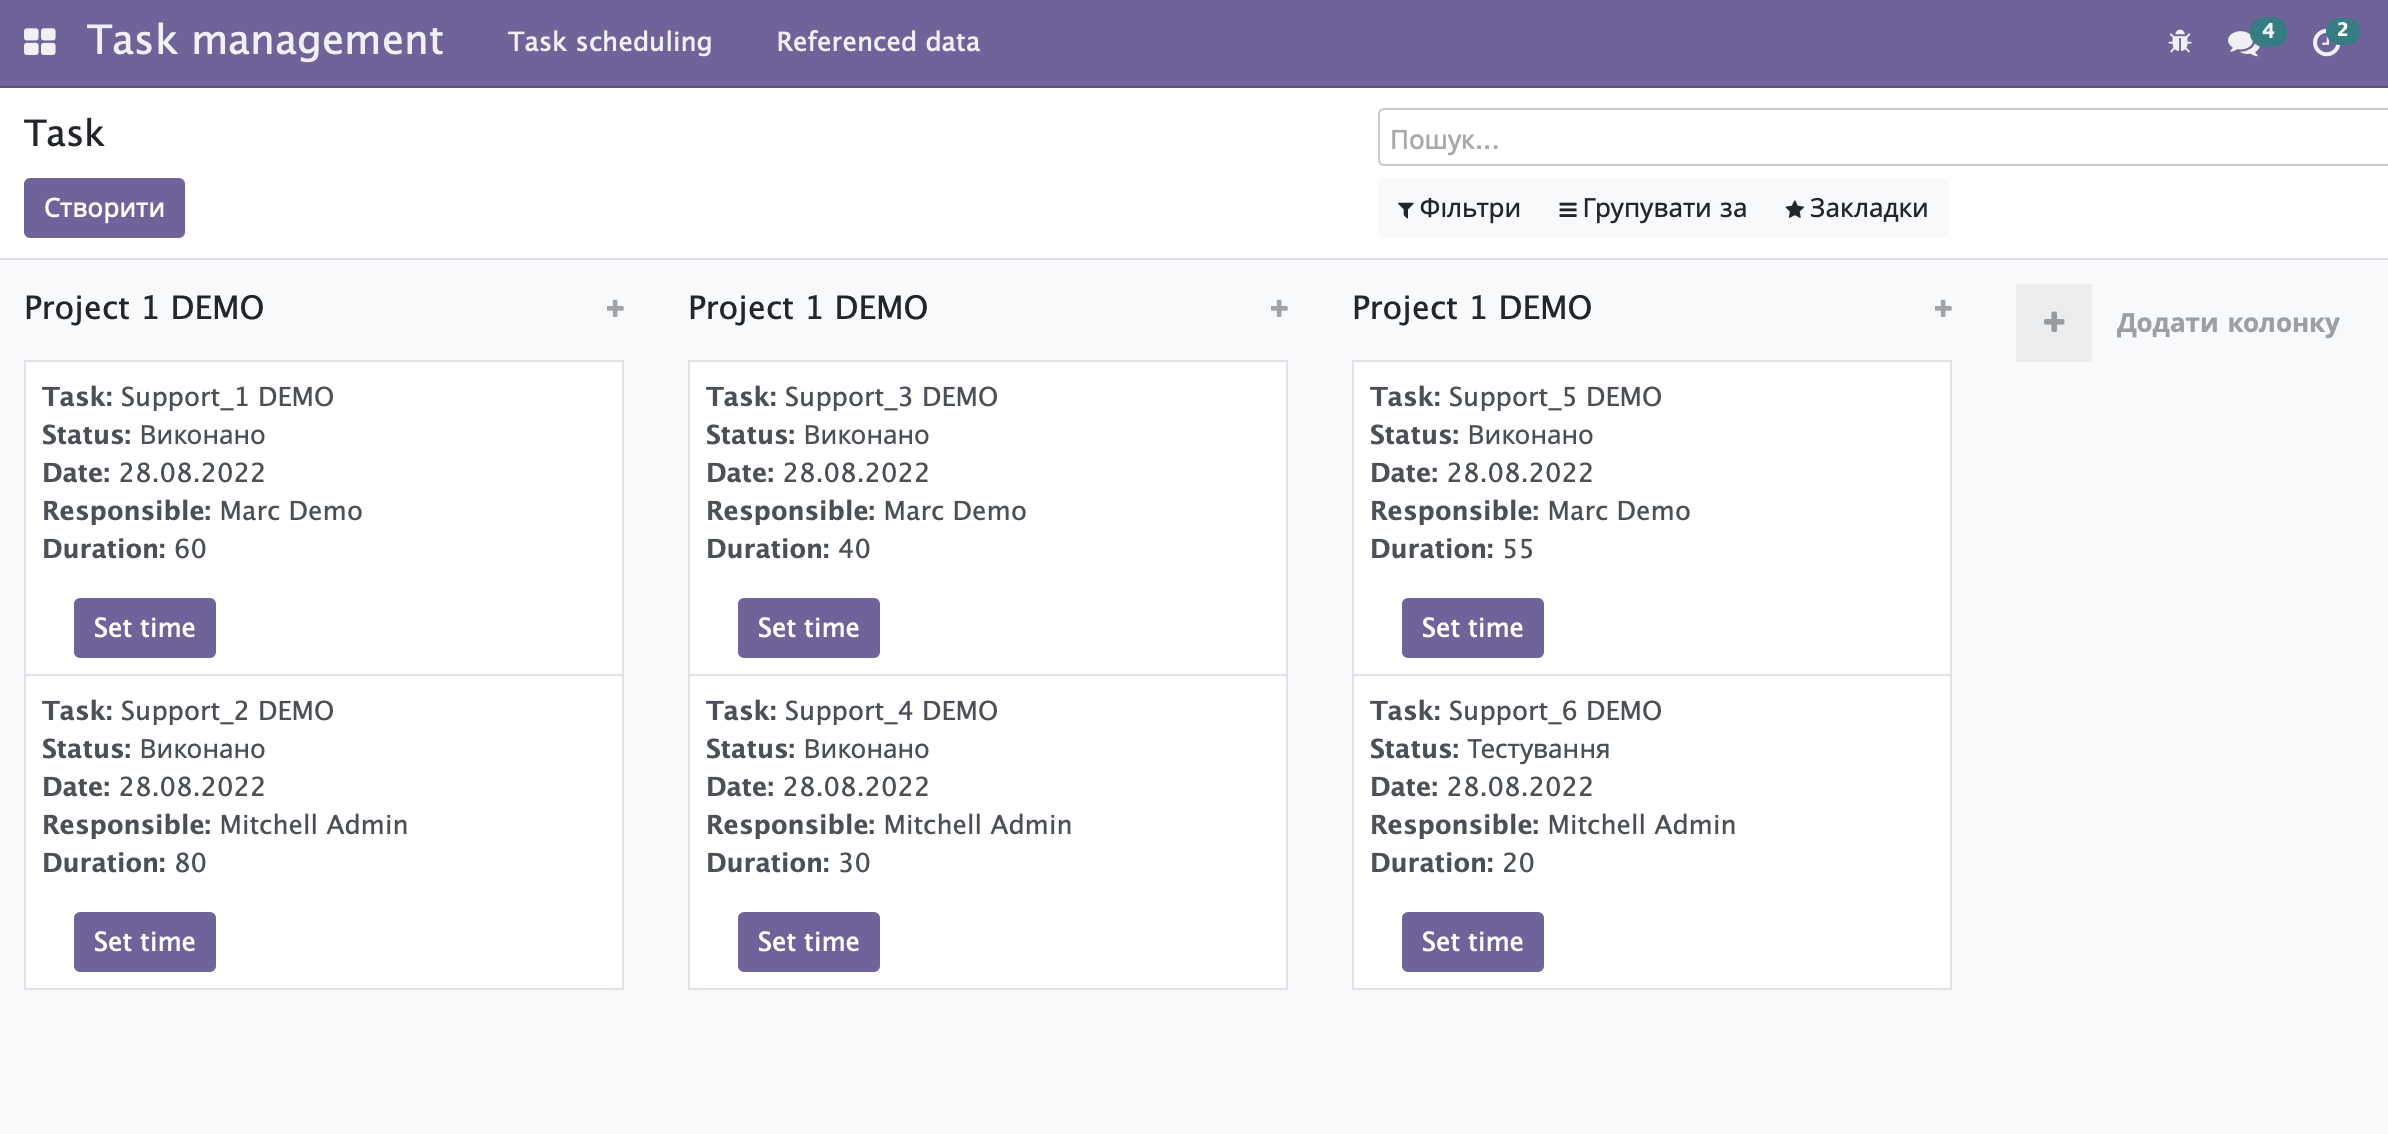 Task management Task scheduling Referenced data 4 2
Task
Пошук...
Створити
Фільтри Групувати за Закладки
Project 1 DEMO
Task: Support_1 DEMO
Status: Виконано
Date: 28.08.2022
Responsible: Marc Demo
Duration: 60
Set time
Task: Support_2 DEMO
Status: Виконано
Date: 28.08.2022
Responsible: Mitchell Admin
Duration: 80
Set time
Project 1 DEMO
Task: Support_3 DEMO
Status: Виконано
Date: 28.08.2022
Responsible: Marc Demo
Duration: 40
Set time
Task: Support_4 DEMO
Status: Виконано
Date: 28.08.2022
Responsible: Mitchell Admin
Duration: 30
Set time
Project 1 DEMO
Task: Support_5 DEMO
Status: Виконано
Date: 28.08.2022
Responsible: Marc Demo
Duration: 55
Set time
Task: Support_6 DEMO
Status: Тестування
Date: 28.08.2022
Responsible: Mitchell Admin
Duration: 20
Set time
Додати колонку